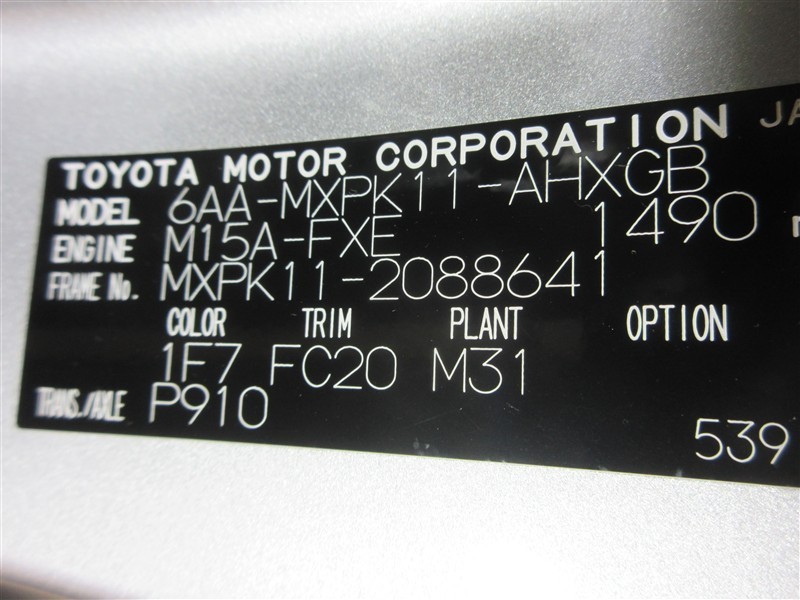 TOYOTA MOTOR CORPORATION JA
MODEL 6AA-MXPK11-AHXGB
ENGINE M15A-FXE 1490
FRAME No. MXPK11-2088641
COLOR TRIM PLANT OPTION
1F7 FC20 M31
TRANS./AXLE P910
539